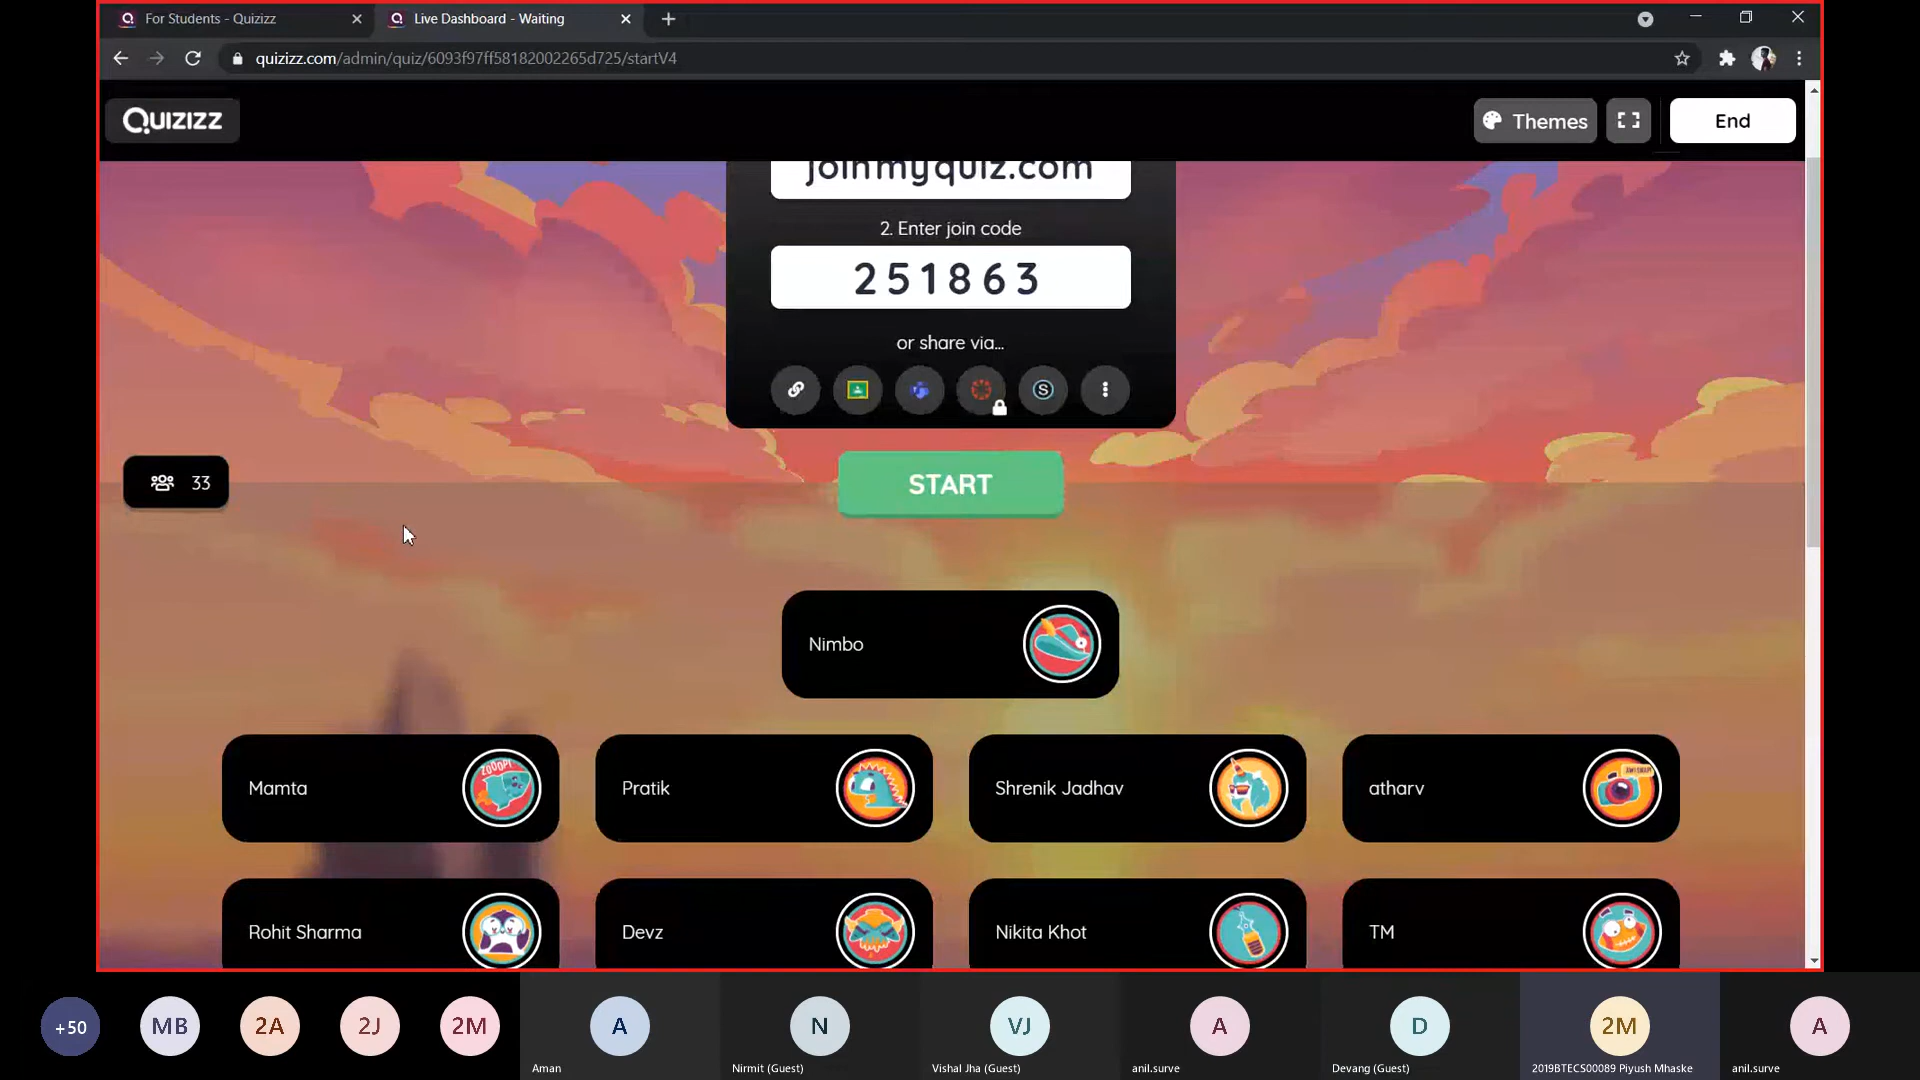 For Students - Quizizz
Live Dashboard - Waiting
quizizz.com/admin/quiz/6093f97ff58182002265d725/startV4
Quizizz
Themes
End
joinmyquiz.com
2. Enter join code
251863
or share via...
S
33
START
Nimbo
Mamta
ZOOOP!
Pratik
Shrenik Jadhav
atharv
Rohit Sharma
Devz
Nikita Khot
TM
+50
MB
2A
2J
2M
A
N
VJ
A
D
2M
A
Aman
Nirmit (Guest)
Vishal Jha (Guest)
anil.surve
Devang (Guest)
2019BTECS00089 Piyush Mhaske
anil.surve